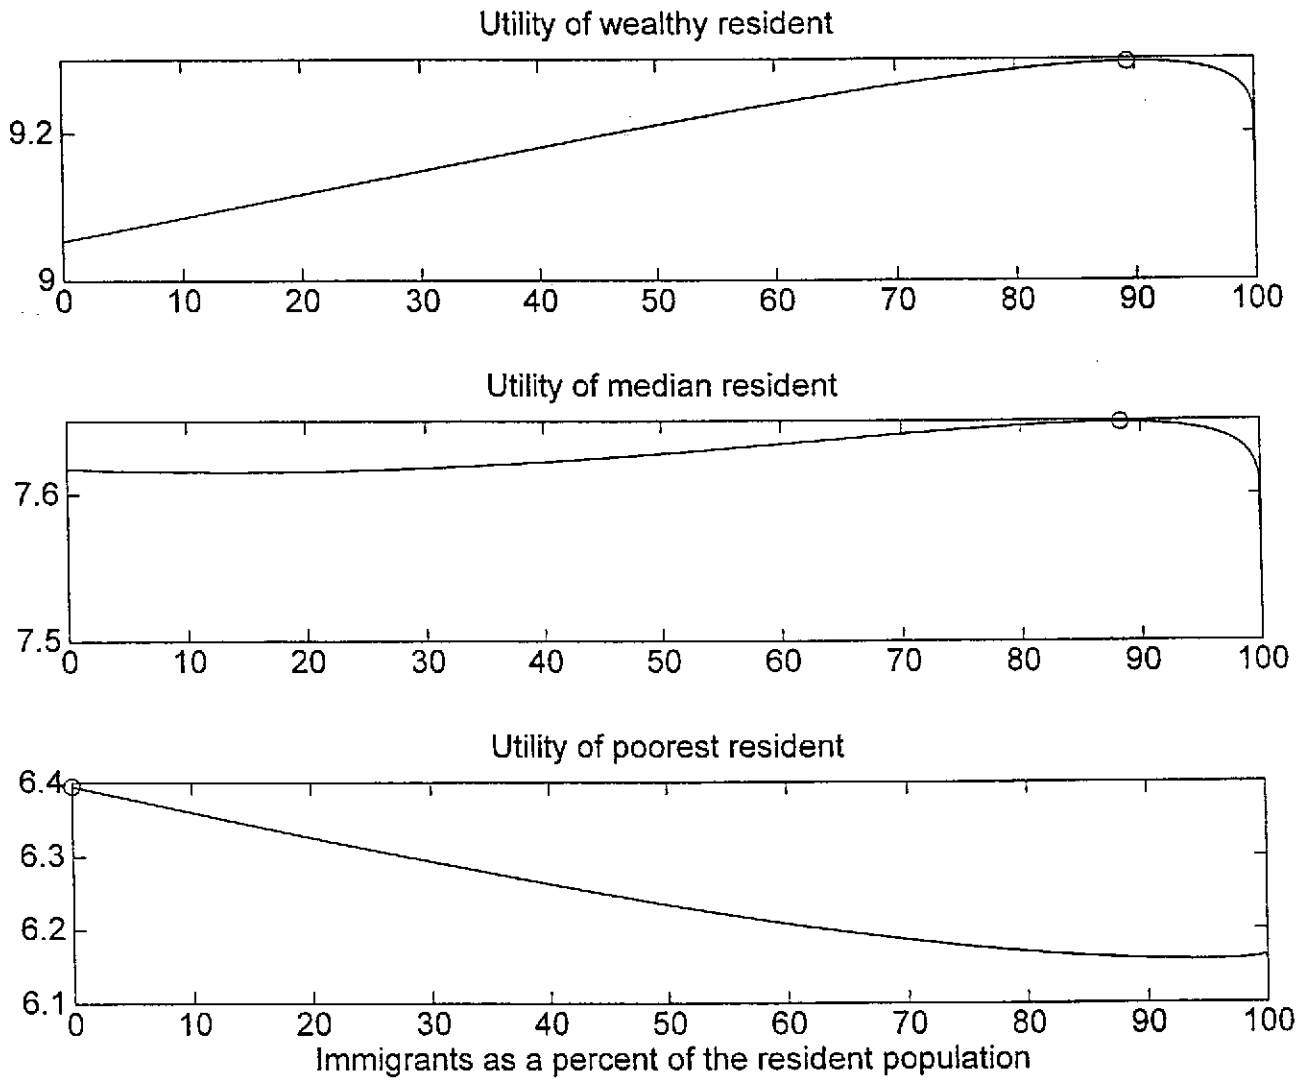 Utility of wealthy resident
9.2
9
0 10 20 30 40 50 60 70 80 90 100
Utility of median resident
7.6
7.5
0 10 20 30 40 50 60 70 80 90 100
Utility of poorest resident
6.4
6.3
6.2
6.1
0 10 20 30 40 50 60 70 80 90 100
Immigrants as a percent of the resident population